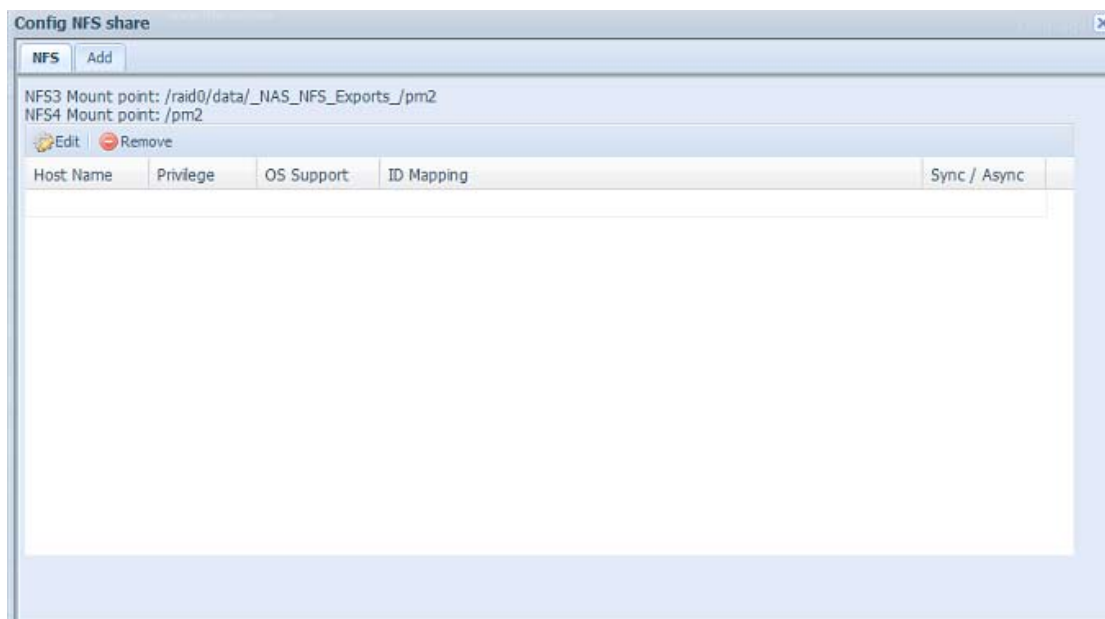 Config NFS share
NFS Add
NFS3 Mount point: /raid0/data/_NAS_NFS_Exports_/pm2
NFS4 Mount point: /pm2
Edit Remove
Host Name Privilege OS Support ID Mapping Sync / Async